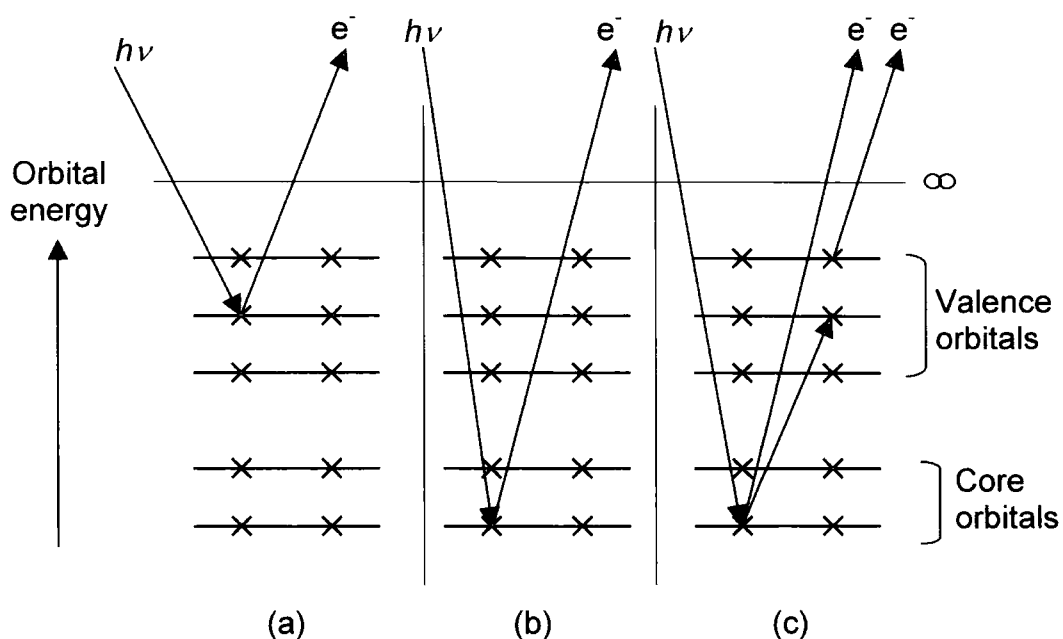 hν e⁻ hν e⁻ hν e⁻ e⁻
Orbital
energy
∞
Valence
orbitals
Core
orbitals
(a) (b) (c)